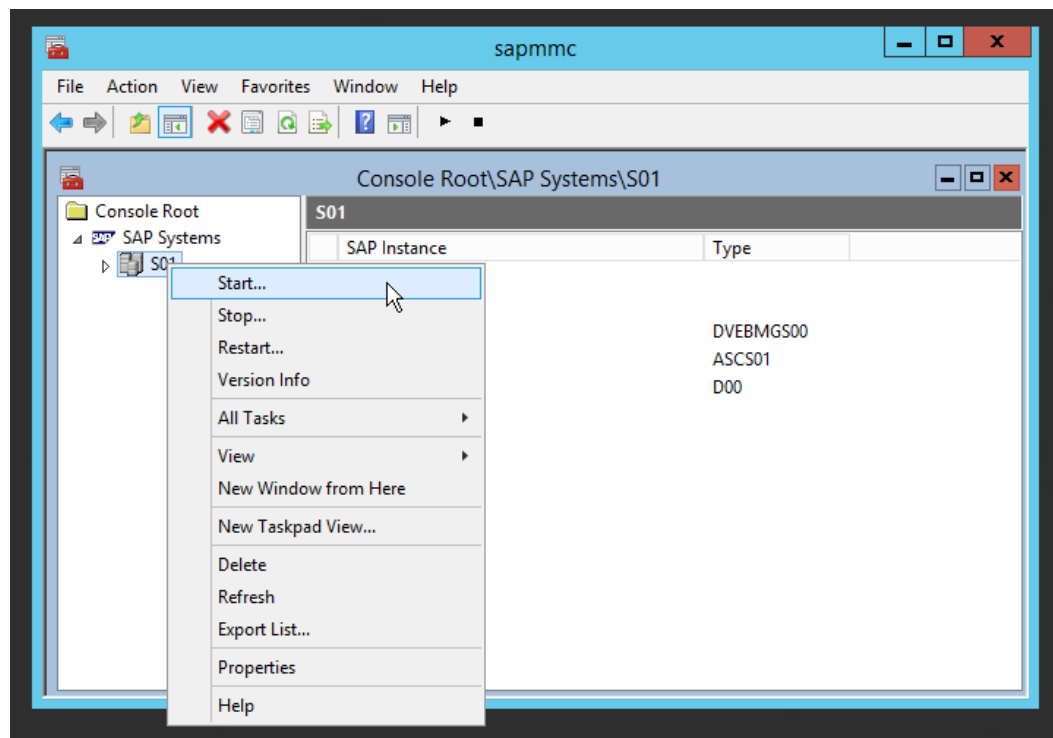 sapmmc
File Action View Favorites Window Help
Console Root\SAP Systems\S01
Console Root
S01
SAP SAP Systems
SAP Instance Type
S01
Start...
Stop...
DVEBMGS00
Restart...
ASCS01
Version Info
D00
All Tasks
View
New Window from Here
New Taskpad View...
Delete
Refresh
Export List...
Properties
Help